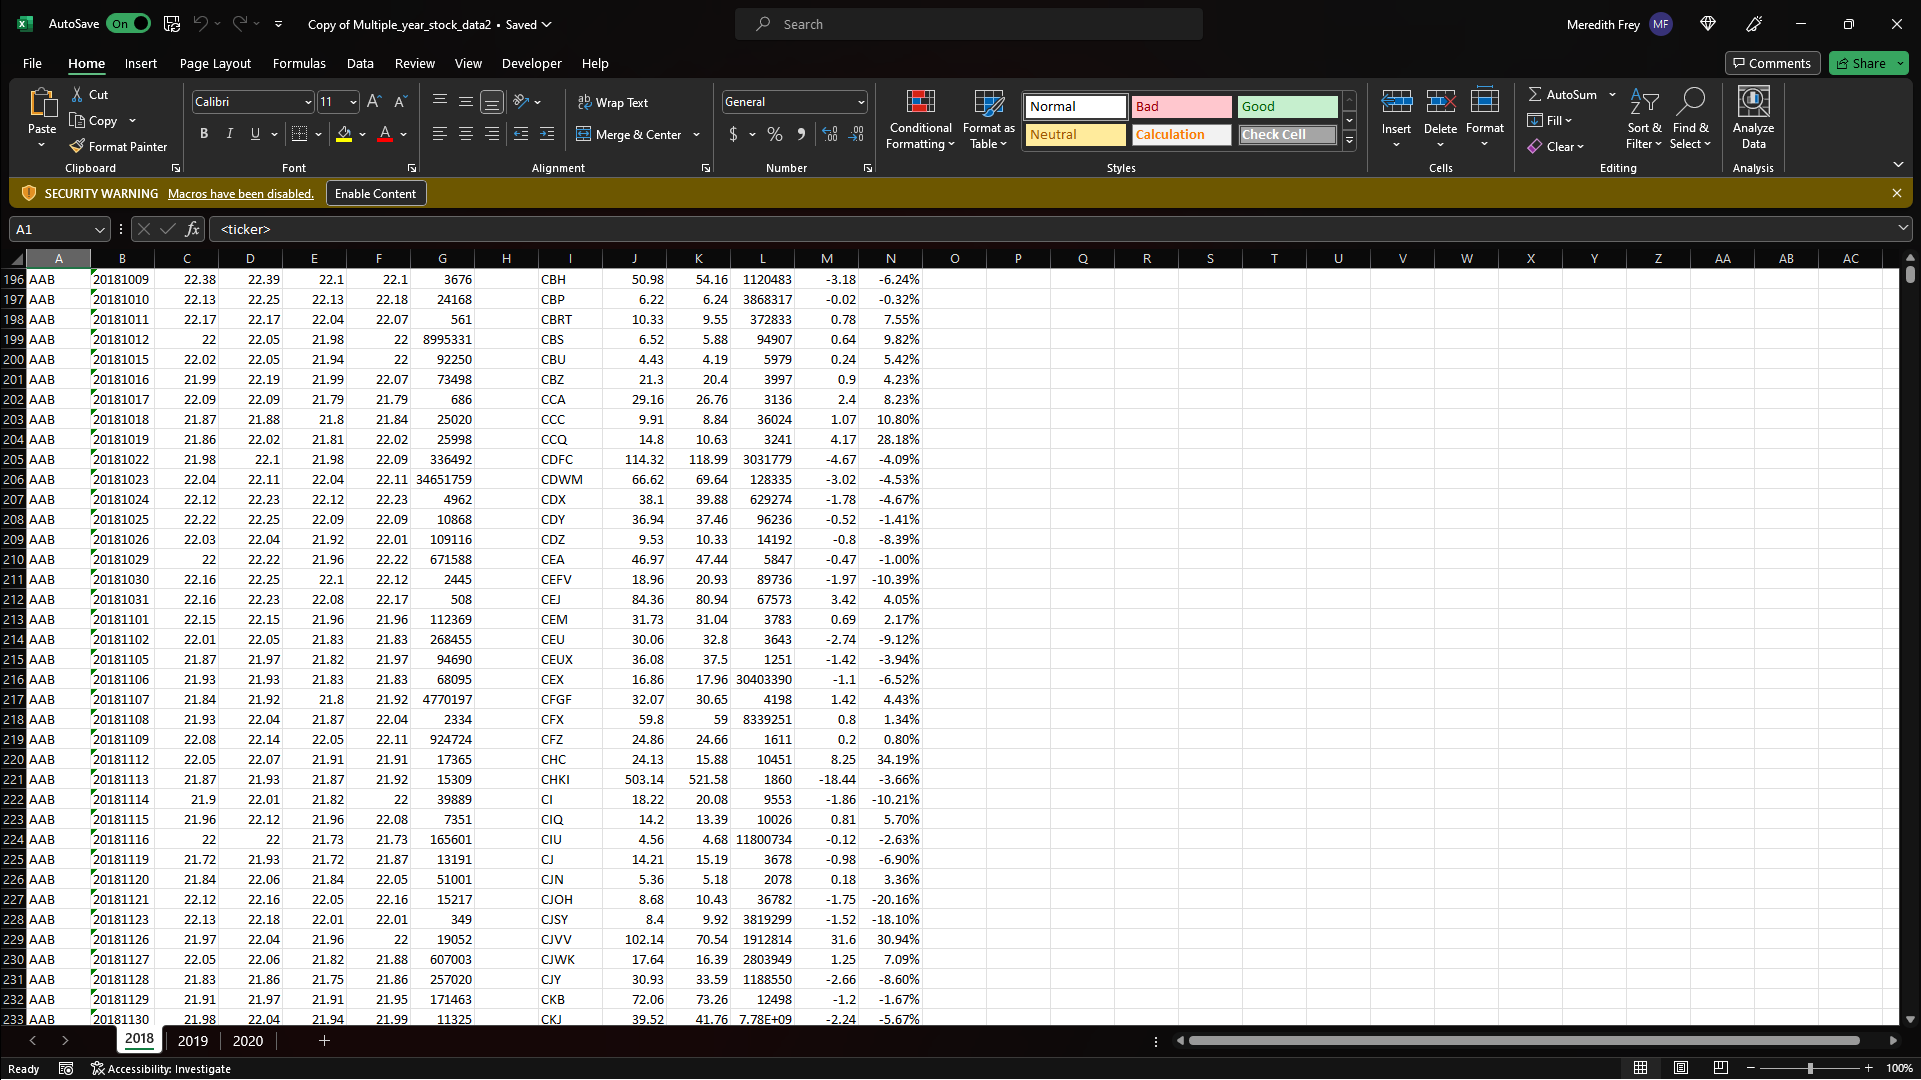 AutoSave On Copy of Multiple_year_stock_data2 • Saved Search Meredith Frey MF
File Home Insert Page Layout Formulas Data Review View Developer Help Comments Share
Paste Cut Copy Format Painter Clipboard
Calibri 11 B I U A Font
Wrap Text Merge & Center Alignment
General $ % Number
Conditional Formatting Format as Table
Normal Bad Good
Neutral Calculation Check Cell
Styles
Insert Delete Format Cells
AutoSum Fill Clear Sort & Filter Find & Select Editing
Analyze Data Analysis
SECURITY WARNING Macros have been disabled. Enable Content
A1 fx <ticker>
A B C D E F G H I J K L M N O P Q R S T U V W X Y Z AA AB AC
196 AAB 20181009 22.38 22.39 22.1 22.1 3676 CBH 50.98 54.16 1120483 -3.18 -6.24%
197 AAB 20181010 22.13 22.25 22.13 22.18 24168 CBP 6.22 6.24 3868317 -0.02 -0.32%
198 AAB 20181011 22.17 22.17 22.04 22.07 561 CBRT 10.33 9.55 372833 0.78 7.55%
199 AAB 20181012 22 22.05 21.98 22 8995331 CBS 6.52 5.88 94907 0.64 9.82%
200 AAB 20181015 22.02 22.05 21.94 22 92250 CBU 4.43 4.19 5979 0.24 5.42%
201 AAB 20181016 21.99 22.19 21.99 22.07 73498 CBZ 21.3 20.4 3997 0.9 4.23%
202 AAB 20181017 22.09 22.09 21.79 21.79 686 CCA 29.16 26.76 3136 2.4 8.23%
203 AAB 20181018 21.87 21.88 21.8 21.84 25020 CCC 9.91 8.84 36024 1.07 10.80%
204 AAB 20181019 21.86 22.02 21.81 22.02 25998 CCQ 14.8 10.63 3241 4.17 28.18%
205 AAB 20181022 21.98 22.1 21.98 22.09 336492 CDFC 114.32 118.99 3031779 -4.67 -4.09%
206 AAB 20181023 22.04 22.11 22.04 22.11 34651759 CDWM 66.62 69.64 128335 -3.02 -4.53%
207 AAB 20181024 22.12 22.23 22.12 22.23 4962 CDX 38.1 39.88 629274 -1.78 -4.67%
208 AAB 20181025 22.22 22.25 22.09 22.09 10868 CDY 36.94 37.46 96236 -0.52 -1.41%
209 AAB 20181026 22.03 22.04 21.92 22.01 109116 CDZ 9.53 10.33 14192 -0.8 -8.39%
210 AAB 20181029 22 22.22 21.96 22.22 671588 CEA 46.97 47.44 5847 -0.47 -1.00%
211 AAB 20181030 22.16 22.25 22.1 22.12 2445 CEFV 18.96 20.93 89736 -1.97 -10.39%
212 AAB 20181031 22.16 22.23 22.08 22.17 508 CEJ 84.36 80.94 67573 3.42 4.05%
213 AAB 20181101 22.15 22.15 21.96 21.96 112369 CEM 31.73 31.04 3783 0.69 2.17%
214 AAB 20181102 22.01 22.05 21.83 21.83 268455 CEU 30.06 32.8 3643 -2.74 -9.12%
215 AAB 20181105 21.87 21.97 21.82 21.97 94690 CEUX 36.08 37.5 1251 -1.42 -3.94%
216 AAB 20181106 21.93 21.93 21.83 21.83 68095 CEX 16.86 17.96 30403390 -1.1 -6.52%
217 AAB 20181107 21.84 21.92 21.8 21.92 4770197 CFGF 32.07 30.65 4198 1.42 4.43%
218 AAB 20181108 21.93 22.04 21.87 22.04 2334 CFX 59.8 59 8339251 0.8 1.34%
219 AAB 20181109 22.08 22.14 22.05 22.11 924724 CFZ 24.86 24.66 1611 0.2 0.80%
220 AAB 20181112 22.05 22.07 21.91 21.91 17365 CHC 24.13 15.88 10451 8.25 34.19%
221 AAB 20181113 21.87 21.93 21.87 21.92 15309 CHKI 503.14 521.58 1860 -18.44 -3.66%
222 AAB 20181114 21.9 22.01 21.82 22 39889 CI 18.22 20.08 9553 -1.86 -10.21%
223 AAB 20181115 21.96 22.12 21.96 22.08 7351 CIQ 14.2 13.39 10026 0.81 5.70%
224 AAB 20181116 22 22 21.73 21.73 165601 CIU 4.56 4.68 11800734 -0.12 -2.63%
225 AAB 20181119 21.72 21.93 21.72 21.87 13191 CJ 14.21 15.19 3678 -0.98 -6.90%
226 AAB 20181120 21.84 22.06 21.84 22.05 51001 CJN 5.36 5.18 2078 0.18 3.36%
227 AAB 20181121 22.12 22.16 22.05 22.16 15217 CJOH 8.68 10.43 36782 -1.75 -20.16%
228 AAB 20181123 22.13 22.18 22.01 22.01 349 CJSY 8.4 9.92 3819299 -1.52 -18.10%
229 AAB 20181126 21.97 22.04 21.96 22 19052 CJVV 102.14 70.54 1912814 31.6 30.94%
230 AAB 20181127 22.05 22.06 21.82 21.88 607003 CJWK 17.64 16.39 2803949 1.25 7.09%
231 AAB 20181128 21.83 21.86 21.75 21.86 257020 CJY 30.93 33.59 1188550 -2.66 -8.60%
232 AAB 20181129 21.91 21.97 21.91 21.95 171463 CKB 72.06 73.26 12498 -1.2 -1.67%
233 AAB 20181130 21.98 22.04 21.94 21.99 11325 CKJ 39.52 41.76 7.78E+09 -2.24 -5.67%
2018 2019 2020
Ready Accessibility: Investigate 100%